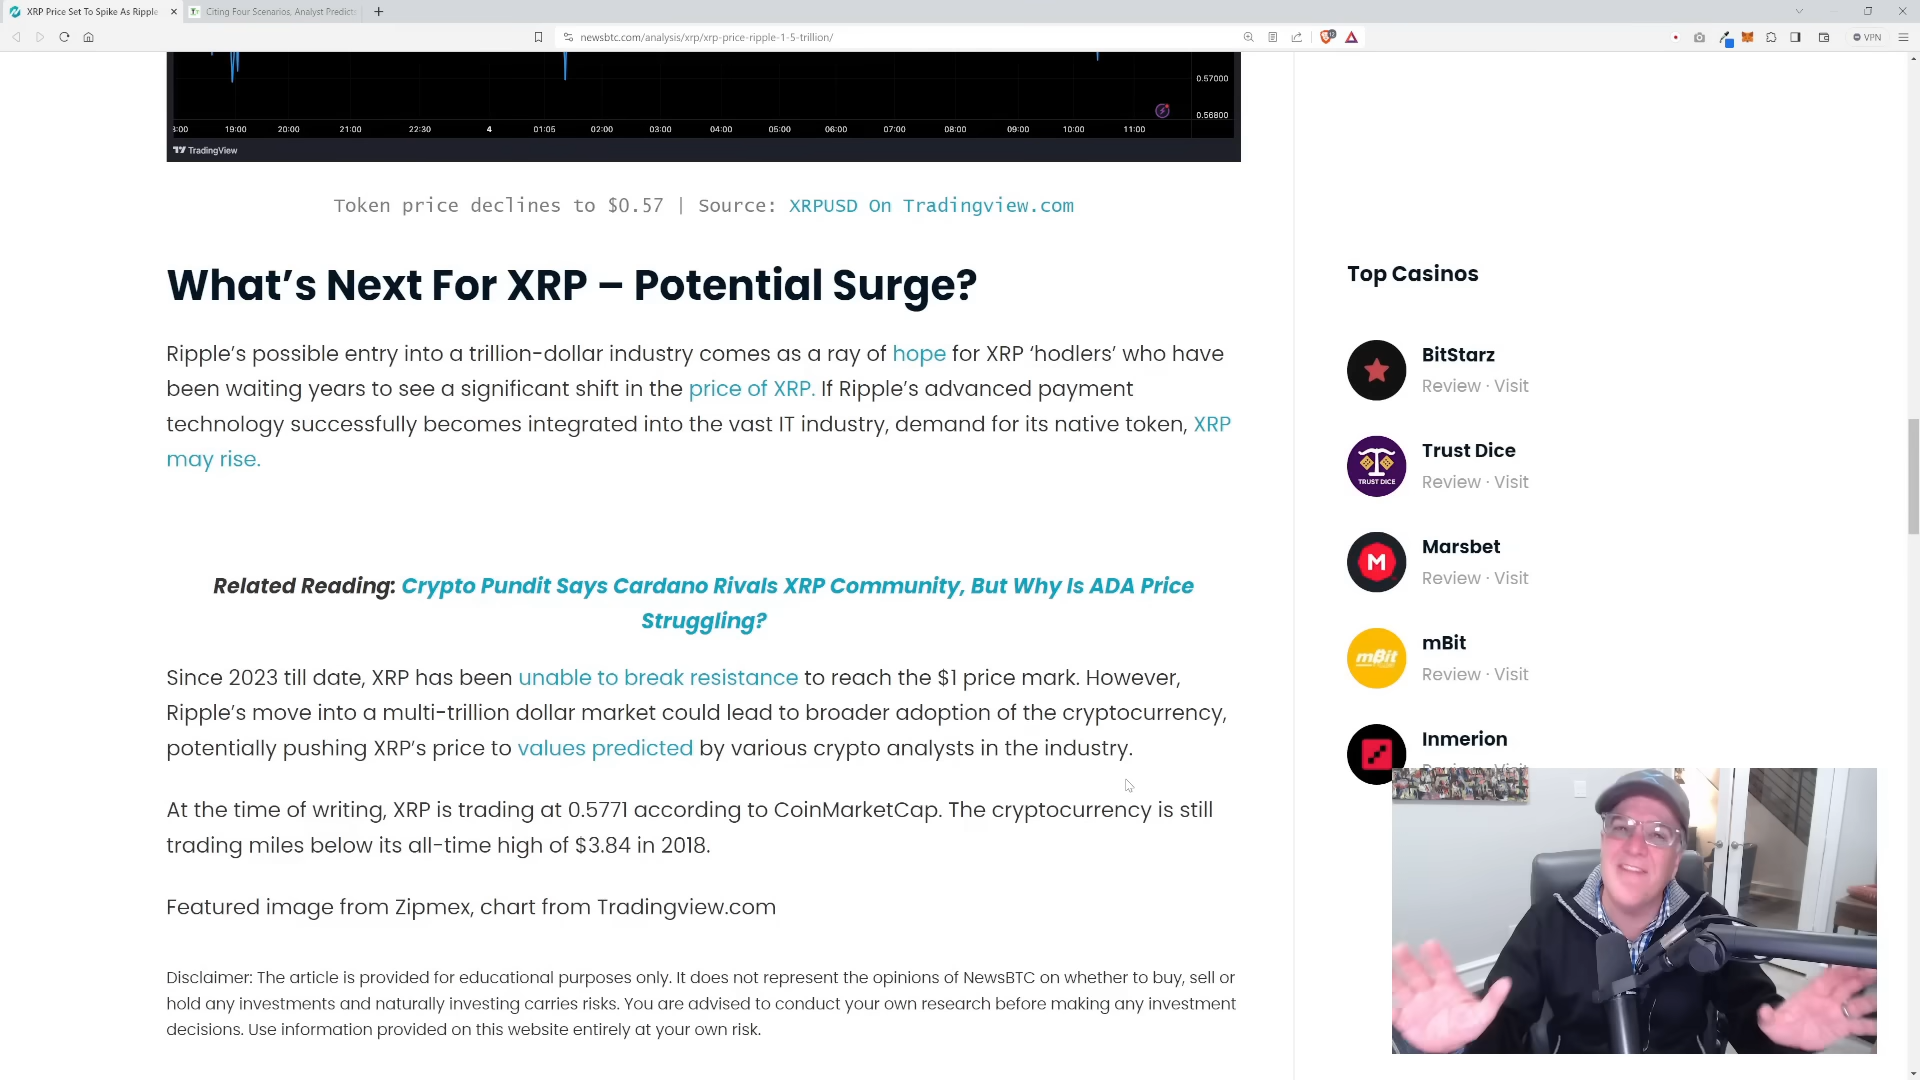 XRP Price Set To Spike As Ripple
Citing Four Scenarios, Analyst Predicts
newsbtc.com/analysis/xrp/xrp-price-ripple-1-5-trillion/
VPN
0.57000
0.56800
19:00 20:00 21:00 22:30 4 01:05 02:00 03:00 04:00 05:00 06:00 07:00 08:00 09:00 10:00 11:00
TradingView
Token price declines to $0.57 | Source: XRPUSD On Tradingview.com
What’s Next For XRP – Potential Surge?
Ripple’s possible entry into a trillion-dollar industry comes as a ray of hope for XRP ‘hodlers’ who have
been waiting years to see a significant shift in the price of XRP. If Ripple’s advanced payment
technology successfully becomes integrated into the vast IT industry, demand for its native token, XRP
may rise.
Related Reading: Crypto Pundit Says Cardano Rivals XRP Community, But Why Is ADA Price
Struggling?
Since 2023 till date, XRP has been unable to break resistance to reach the $1 price mark. However,
Ripple’s move into a multi-trillion dollar market could lead to broader adoption of the cryptocurrency,
potentially pushing XRP’s price to values predicted by various crypto analysts in the industry.
At the time of writing, XRP is trading at 0.5771 according to CoinMarketCap. The cryptocurrency is still
trading miles below its all-time high of $3.84 in 2018.
Featured image from Zipmex, chart from Tradingview.com
Disclaimer: The article is provided for educational purposes only. It does not represent the opinions of NewsBTC on whether to buy, sell or
hold any investments and naturally investing carries risks. You are advised to conduct your own research before making any investment
decisions. Use information provided on this website entirely at your own risk.
Top Casinos
BitStarz
Review · Visit
TRUST DICE
Trust Dice
Review · Visit
M
Marsbet
Review · Visit
mBit
mBit
Review · Visit
Inmerion